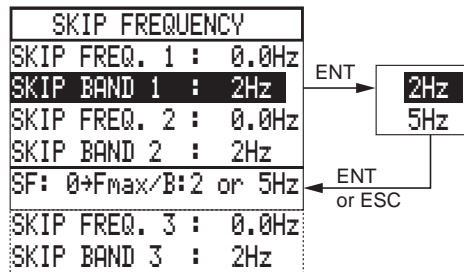 SKIP FREQUENCY
SKIP FREQ. 1 : 0.0Hz
SKIP BAND 1 : 2Hz
SKIP FREQ. 2 : 0.0Hz
SKIP BAND 2 : 2Hz
SF: 0→Fmax/B:2 or 5Hz
SKIP FREQ. 3 : 0.0Hz
SKIP BAND 3 : 2Hz
ENT
2Hz
5Hz
ENT
or ESC